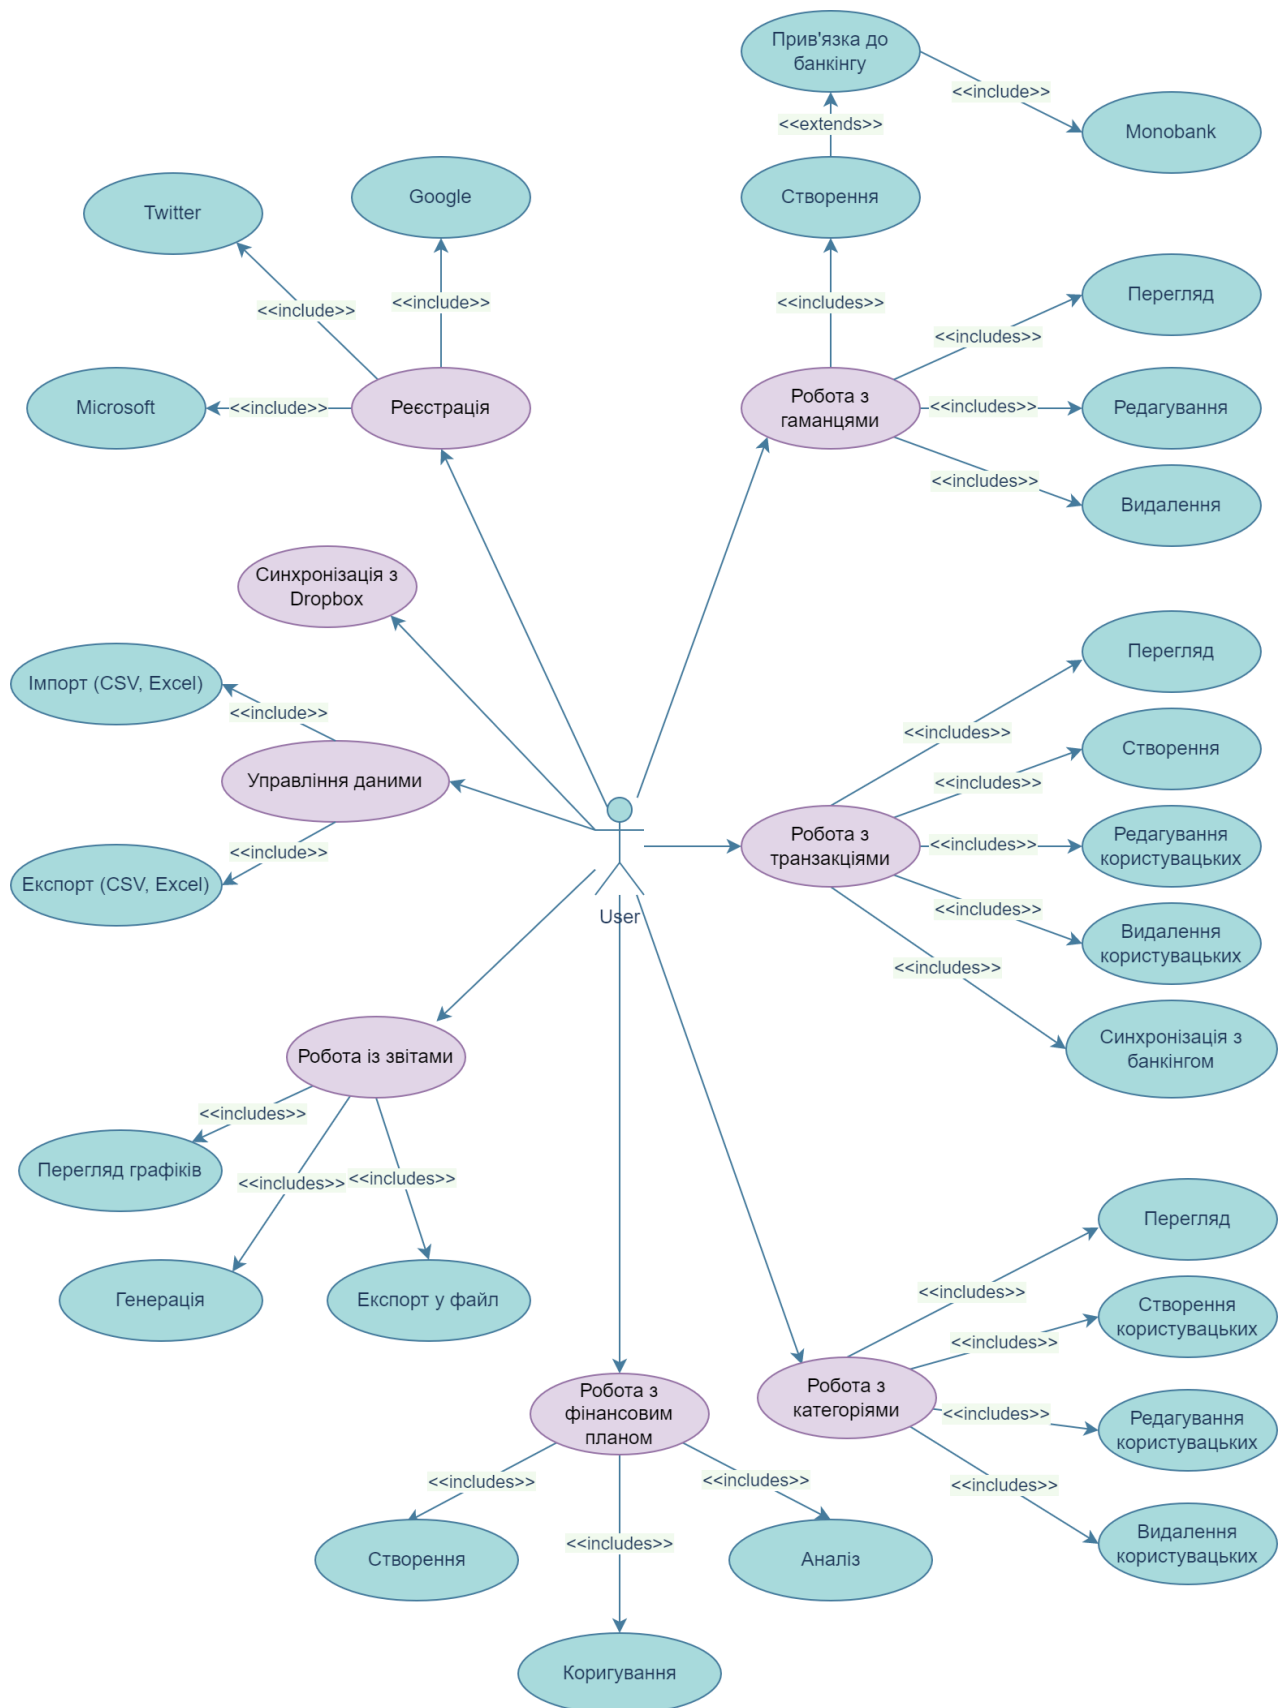 Прив'язка до
банкінгу
<<include>>
Monobank
<<extends>>
Створення
Google
Twitter
<<include>>
<<include>>
<<includes>>
Перегляд
<<includes>>
Microsoft
<<include>>
Реєстрація
Робота з
гаманцями
<<includes>>
Редагування
<<includes>>
Видалення
Синхронізація з
Dropbox
Імпорт (CSV, Excel)
<<include>>
Управління даними
<<include>>
Експорт (CSV, Excel)
User
Перегляд
<<includes>>
Створення
<<includes>>
Робота з
транзакціями
<<includes>>
Редагування
користувацьких
<<includes>>
Видалення
користувацьких
<<includes>>
Синхронізація з
банкінгом
Робота із звітами
<<includes>>
Перегляд графіків
<<includes>>
<<includes>>
Генерація
Експорт у файл
Перегляд
<<includes>>
Створення
користувацьких
<<includes>>
Робота з
категоріями
<<includes>>
Редагування
користувацьких
<<includes>>
Видалення
користувацьких
Робота з
фінансовим
планом
<<includes>>
<<includes>>
<<includes>>
Створення
Аналіз
Коригування